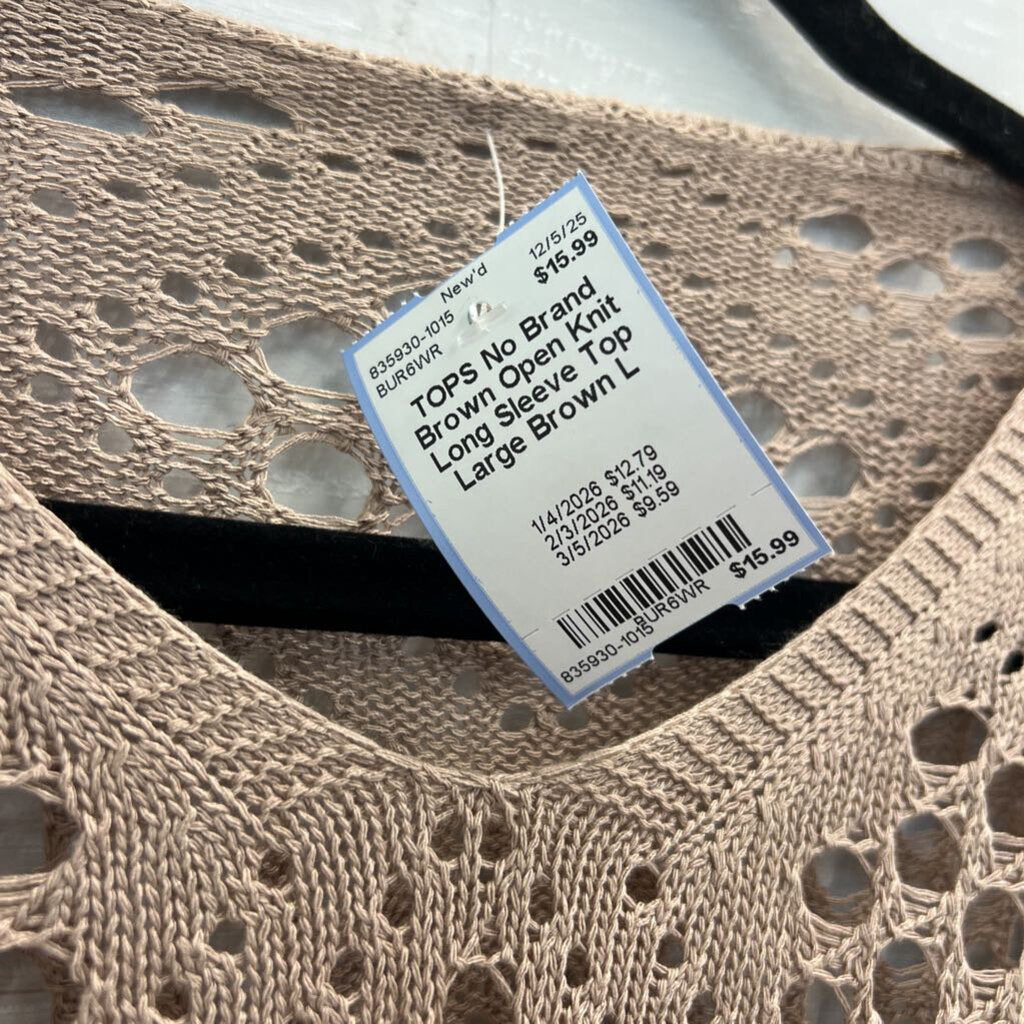 New'd 12/5/25
835930-1015 $15.99
BUR6WR
TOPS No Brand
Brown Open Knit
Long Sleeve Top
Large Brown L
1/4/2026 $12.79
2/3/2026 $11.19
3/5/2026 $9.59
BUR6WR $15.99
835930-1015